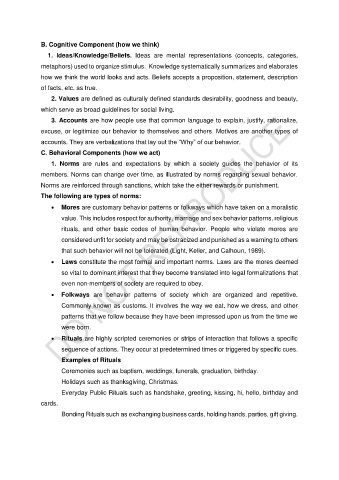 B. Cognitive Component (how we think)
1. Ideas/Knowledge/Beliefs. Ideas are mental representations (concepts, categories,
metaphors) used to organize stimulus. Knowledge systematically summarizes and elaborates
how we think the world looks and acts. Beliefs accepts a proposition, statement, description
of facts, etc. as true.
2. Values are defined as culturally defined standards desirability, goodness and beauty,
which serve as broad guidelines for social living.
3. Accounts are how people use that common language to explain, justify, rationalize,
excuse, or legitimize our behavior to themselves and others. Motives are another types of
accounts. They are verbalizations that lay out the "Why" of our behavior.
C. Behavioral Components (how we act)
1. Norms are rules and expectations by which a society guides the behavior of its
members. Norms can change over time, as illustrated by norms regarding sexual behavior.
Norms are reinforced through sanctions, which take the either rewards or punishment.
The following are types of norms:
• Mores are customary behavior patterns or folkways which have taken on a moralistic
value. This includes respect for authority, marriage and sex behavior patterns, religious
rituals, and other basic codes of human behavior. People who violate mores are
considered unfit for society and may be ostracized and punished as a warning to others
that such behavior will not be tolerated (Light, Keller, and Calhoun, 1989).
• Laws constitute the most formal and important norms. Laws are the mores deemed
so vital to dominant interest that they become translated into legal formalizations that
even non-members of society are required to obey.
• Folkways are behavior patterns of society which are organized and repetitive.
Commonly known as customs. It involves the way we eat, how we dress, and other
patterns that we follow because they have been impressed upon us from the time we
were born.
• Rituals are highly scripted ceremonies or strips of interaction that follows a specific
sequence of actions. They occur at predetermined times or triggered by specific cues.
Examples of Rituals
Ceremonies such as baptism, weddings, funerals, graduation, birthday.
Holidays such as thanksgiving, Christmas.
Everyday Public Rituals such as handshake, greeting, kissing, hi, hello, birthday and
cards.
Bonding Rituals such as exchanging business cards, holding hands, parties, gift giving.
DO NOT REPRODUCE